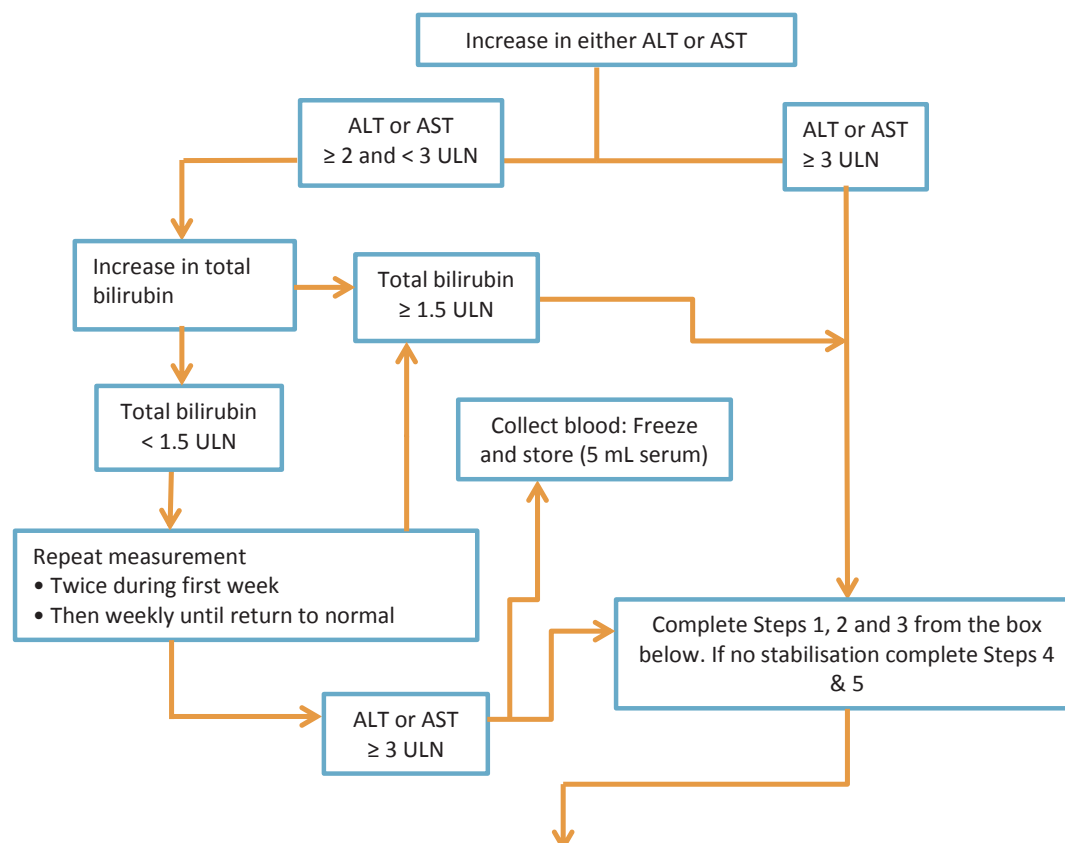 Increase in either ALT or AST
ALT or AST
≥ 2 and < 3 ULN
ALT or AST
≥ 3 ULN
Increase in total
bilirubin
Total bilirubin
≥ 1.5 ULN
Total bilirubin
< 1.5 ULN
Collect blood: Freeze
and store (5 mL serum)
Repeat measurement
• Twice during first week
• Then weekly until return to normal
Complete Steps 1, 2 and 3 from the box
below. If no stabilisation complete Steps 4
& 5
ALT or AST
≥ 3 ULN